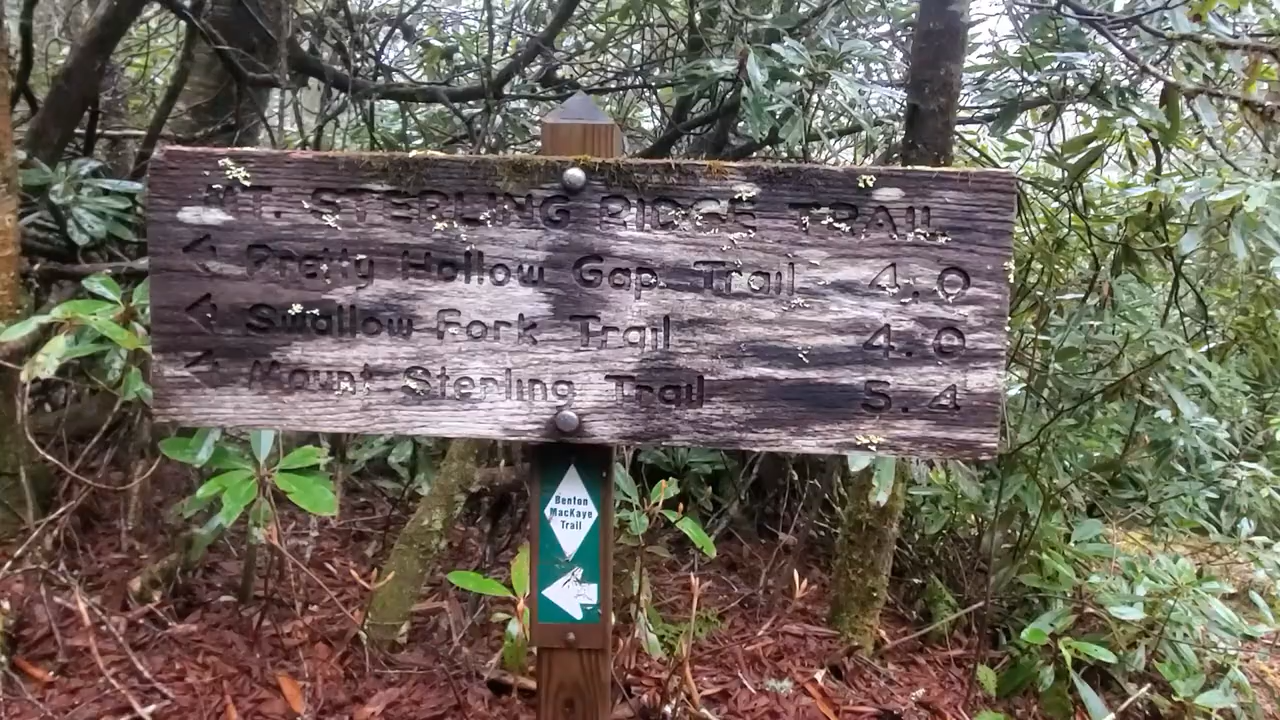 MT. STERLING RIDGE TRAIL
< Pretty Hollow Gap Trail 4.0
< Swallow Fork Trail 4.0
< Mount Sterling Trail 5.4
Benton
MacKaye
Trail